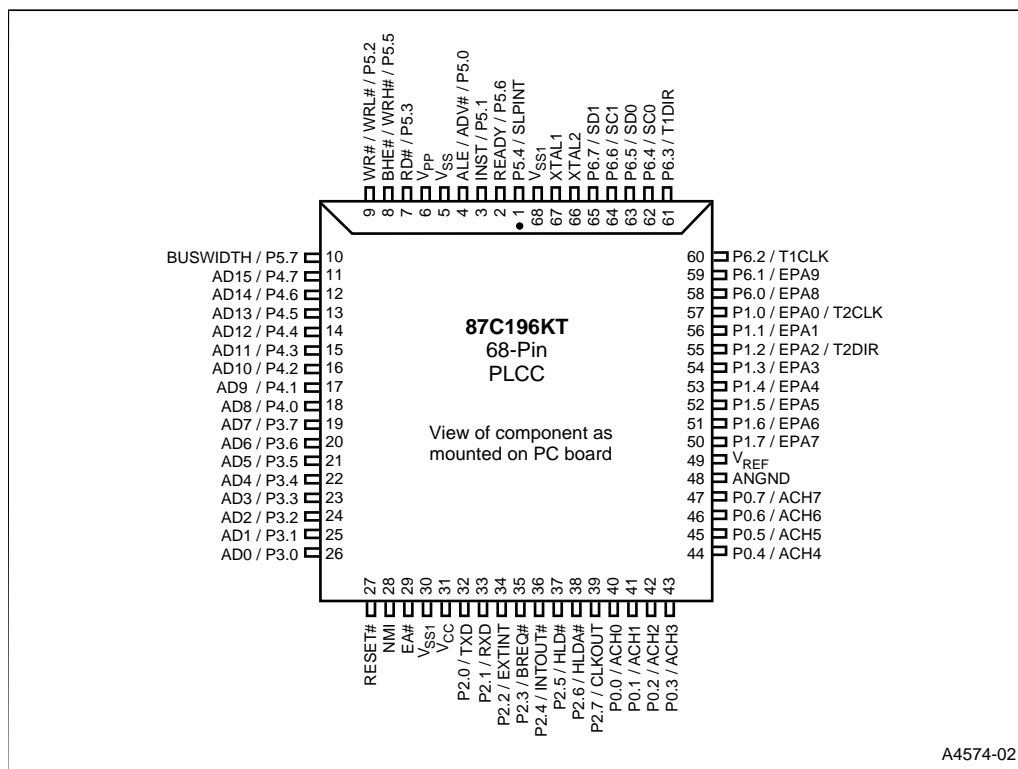 WR# / WRL# / P5.2
BHE# / WRH# / P5.5
RD# / P5.3
VPP
VSS
ALE / ADV# / P5.0
INST / P5.1
READY / P5.6
P5.4 / SLPINT
VSS1
XTAL1
XTAL2
P6.7 / SD1
P6.6 / SC1
P6.5 / SD0
P6.4 / SC0
P6.3 / T1DIR
9 8 7 6 5 4 3 2 1 68 67 66 65 64 63 62 61
BUSWIDTH / P5.7 10
AD15 / P4.7 11
AD14 / P4.6 12
AD13 / P4.5 13
AD12 / P4.4 14
AD11 / P4.3 15
AD10 / P4.2 16
AD9 / P4.1 17
AD8 / P4.0 18
AD7 / P3.7 19
AD6 / P3.6 20
AD5 / P3.5 21
AD4 / P3.4 22
AD3 / P3.3 23
AD2 / P3.2 24
AD1 / P3.1 25
AD0 / P3.0 26
87C196KT
68-Pin
PLCC
View of component as
mounted on PC board
60 P6.2 / T1CLK
59 P6.1 / EPA9
58 P6.0 / EPA8
57 P1.0 / EPA0 / T2CLK
56 P1.1 / EPA1
55 P1.2 / EPA2 / T2DIR
54 P1.3 / EPA3
53 P1.4 / EPA4
52 P1.5 / EPA5
51 P1.6 / EPA6
50 P1.7 / EPA7
49 VREF
48 ANGND
47 P0.7 / ACH7
46 P0.6 / ACH6
45 P0.5 / ACH5
44 P0.4 / ACH4
27 28 29 30 31 32 33 34 35 36 37 38 39 40 41 42 43
RESET#
NMI
EA#
VSS1
VCC
P2.0 / TXD
P2.1 / RXD
P2.2 / EXTINT
P2.3 / BREQ#
P2.4 / INTOUT#
P2.5 / HLD#
P2.6 / HLDA#
P2.7 / CLKOUT
P0.0 / ACH0
P0.1 / ACH1
P0.2 / ACH2
P0.3 / ACH3
A4574-02